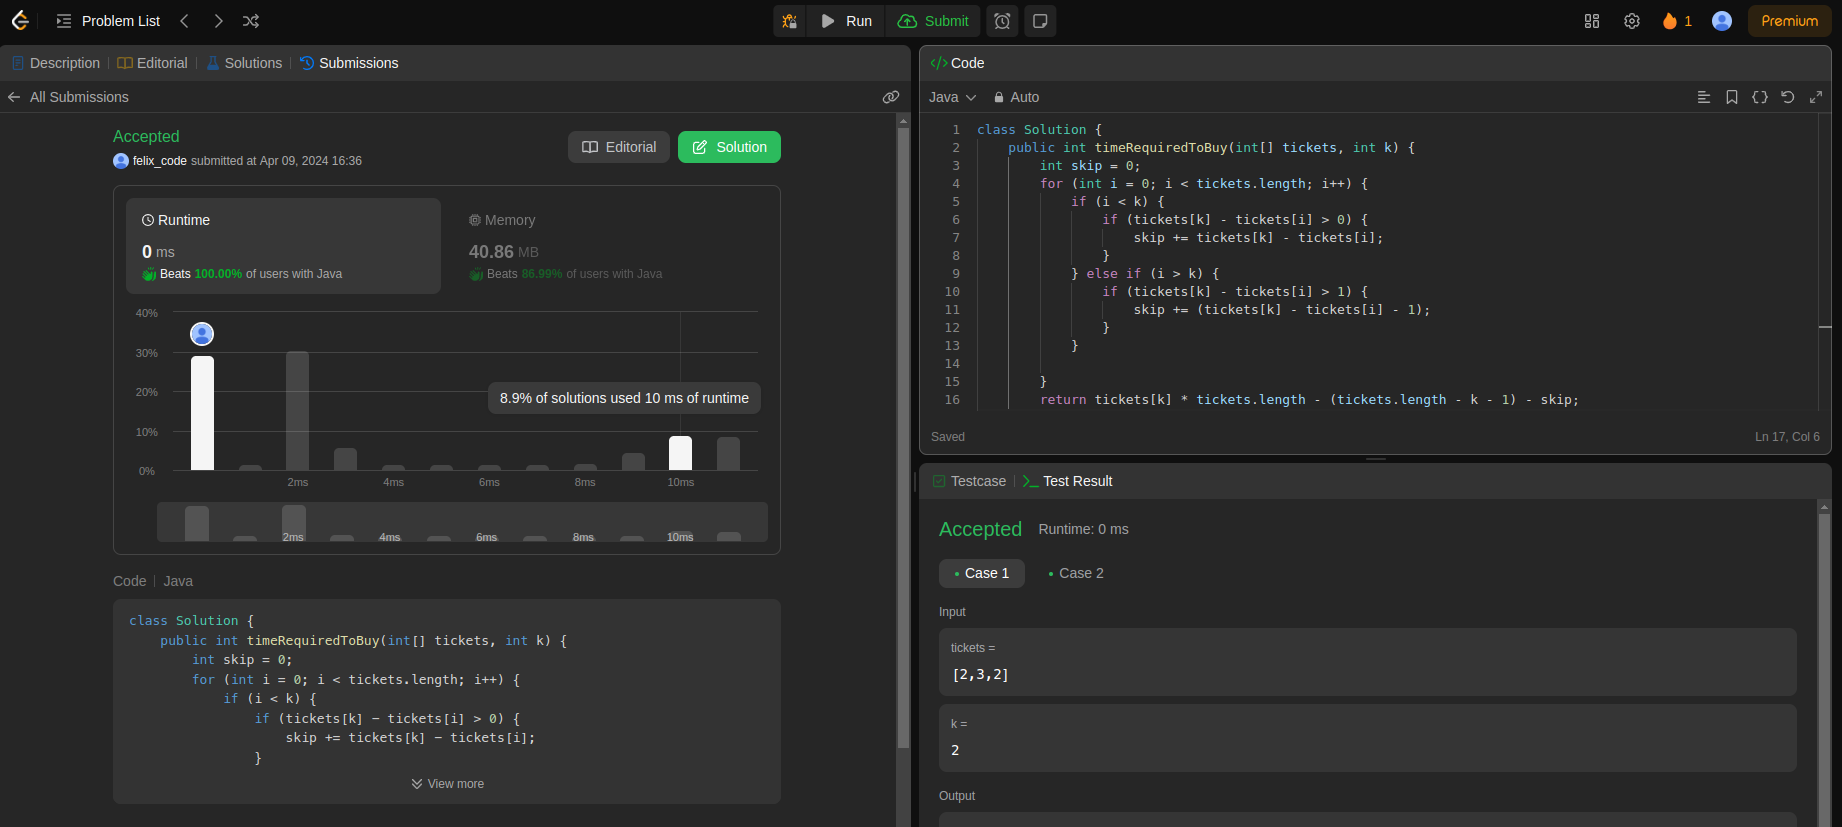 Problem List
Run
Submit
1
Premium
Description
Editorial
Solutions
Submissions
All Submissions
Accepted
felix_code submitted at Apr 09, 2024 16:36
Editorial
Solution
Runtime
0 ms
Beats 100.00% of users with Java
Memory
40.86 MB
Beats 86.99% of users with Java
40%
30%
20%
10%
0%
8.9% of solutions used 10 ms of runtime
2ms
4ms
6ms
8ms
10ms
2ms
4ms
6ms
8ms
10ms
Code
Java
class Solution {
    public int timeRequiredToBuy(int[] tickets, int k) {
        int skip = 0;
        for (int i = 0; i < tickets.length; i++) {
            if (i < k) {
                if (tickets[k] − tickets[i] > 0) {
                    skip += tickets[k] − tickets[i];
                }
View more
</> Code
Java
Auto
1 class Solution {
2     public int timeRequiredToBuy(int[] tickets, int k) {
3         int skip = 0;
4         for (int i = 0; i < tickets.length; i++) {
5             if (i < k) {
6                 if (tickets[k] - tickets[i] > 0) {
7                     skip += tickets[k] - tickets[i];
8                 }
9             } else if (i > k) {
10                 if (tickets[k] - tickets[i] > 1) {
11                     skip += (tickets[k] - tickets[i] - 1);
12                 }
13             }
14
15         }
16         return tickets[k] * tickets.length - (tickets.length - k - 1) - skip;
Saved
Ln 17, Col 6
Testcase
Test Result
Accepted
Runtime: 0 ms
Case 1
Case 2
Input
tickets =
[2,3,2]
k =
2
Output